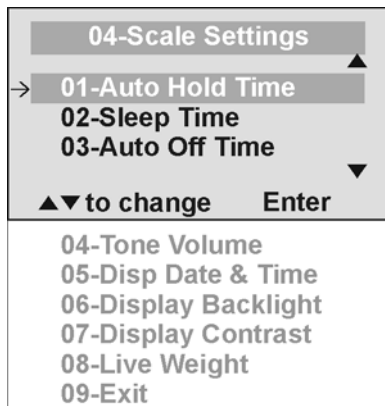 04-Scale Settings
01-Auto Hold Time
02-Sleep Time
03-Auto Off Time
▲▼to change Enter
04-Tone Volume
05-Disp Date & Time
06-Display Backlight
07-Display Contrast
08-Live Weight
09-Exit